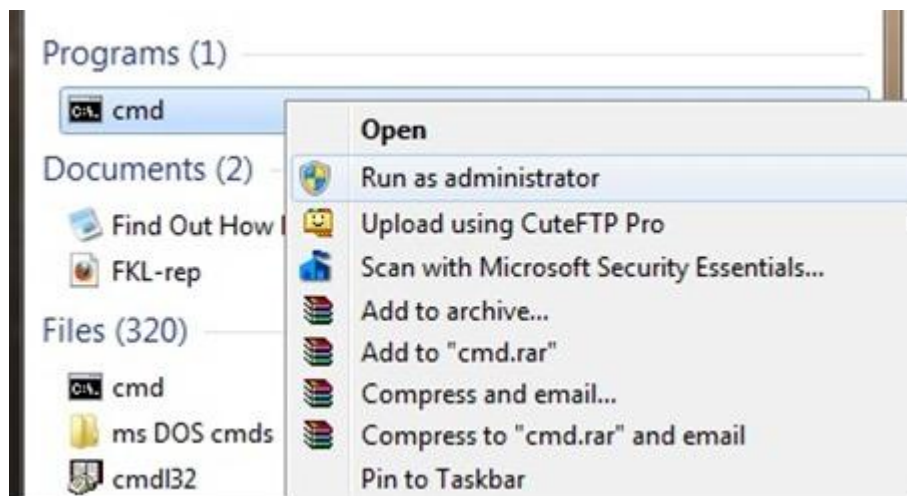 Programs (1)
cmd
Open
Documents (2)
Run as administrator
Find Out How
Upload using CuteFTP Pro
FKL-rep
Scan with Microsoft Security Essentials...
Add to archive...
Files (320)
Add to "cmd.rar"
cmd
Compress and email...
ms DOS cmds
Compress to "cmd.rar" and email
cmdl32
Pin to Taskbar